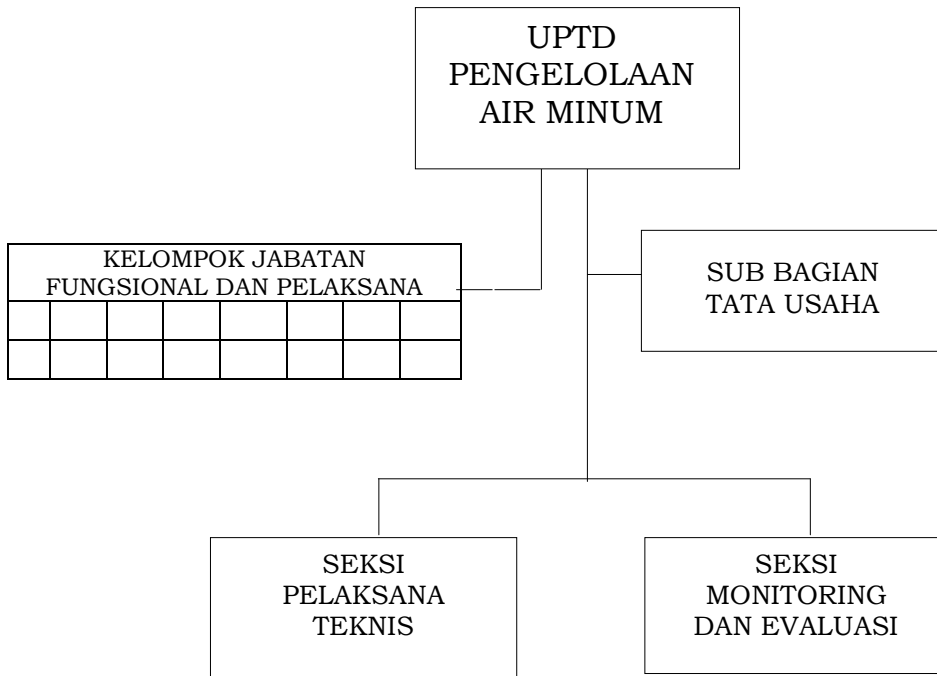 UPTD
PENGELOLAAN
AIR MINUM
KELOMPOK JABATAN
FUNGSIONAL DAN PELAKSANA
SUB BAGIAN
TATA USAHA
SEKSI
PELAKSANA
TEKNIS
SEKSI
MONITORING
DAN EVALUASI